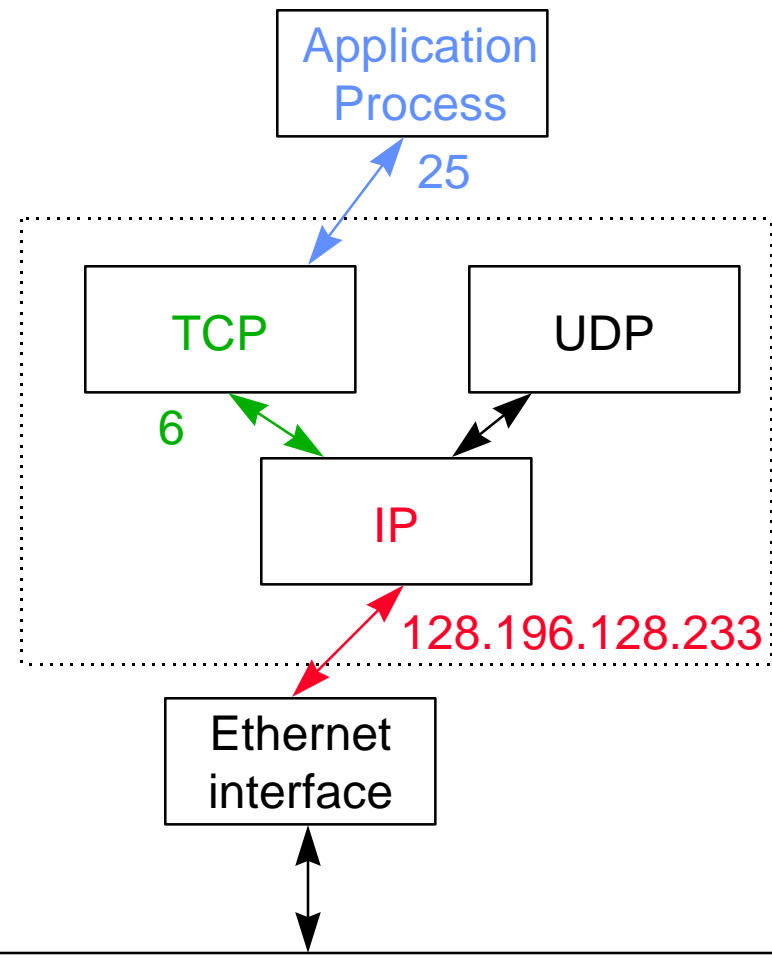 Application
Process
25
TCP
UDP
6
IP
128.196.128.233
Ethernet
interface